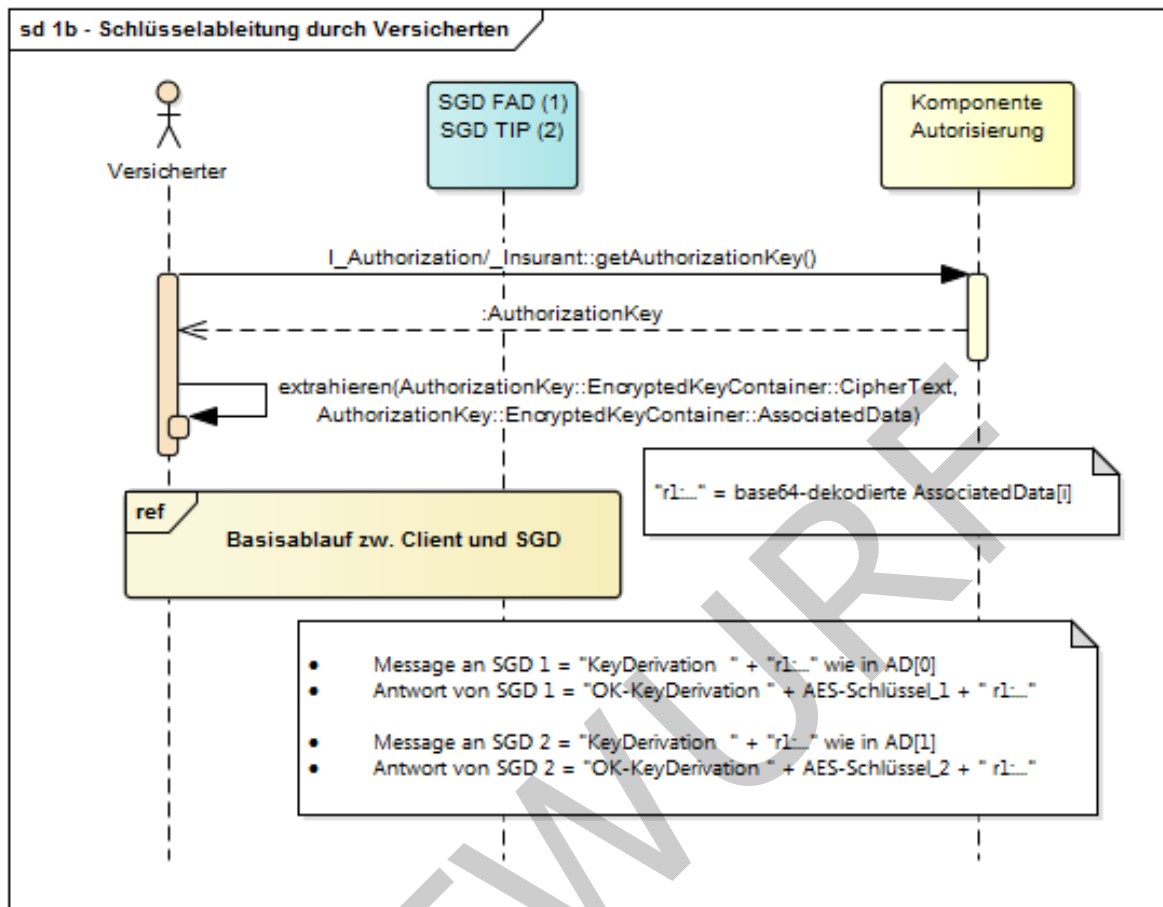 sd 1b - Schlüsselableitung durch Versicherten
SGD FAD (1)
SGD TIP (2)
Komponente
Autorisierung
Versicherter
I_Authorization/_Insurant::getAuthorizationKey()
:AuthorizationKey
extrahieren(AuthorizationKey::EncryptedKeyContainer::CipherText,
AuthorizationKey::EncryptedKeyContainer::AssociatedData)
"r1:..." = base64-dekodierte AssociatedData[i]
ref
Basisablauf zw. Client und SGD
• Message an SGD 1 = "KeyDerivation " + "r1:..." wie in AD[0]
• Antwort von SGD 1 = "OK-KeyDerivation " + AES-Schlüssel_1 + " r1:..."
• Message an SGD 2 = "KeyDerivation " + "r1:..." wie in AD[1]
• Antwort von SGD 2 = "OK-KeyDerivation " + AES-Schlüssel_2 + " r1:..."
WURF